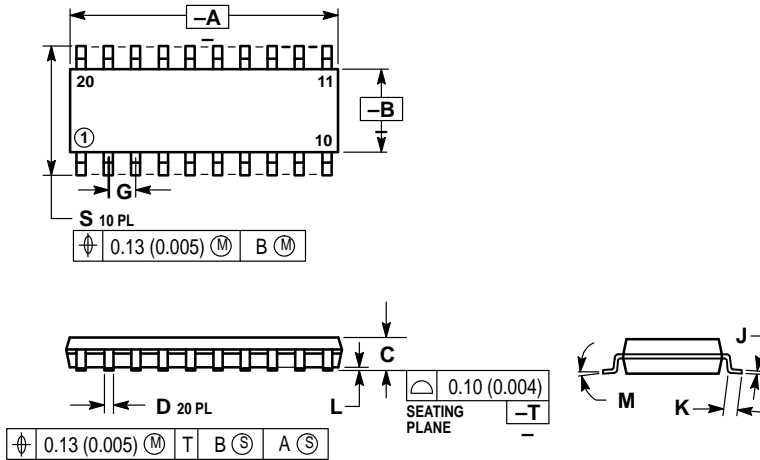 –A
–
20 11
–B
–
1 10
G
S 10 PL
⌖ 0.13 (0.005) Ⓜ B Ⓜ
C
J
D 20 PL
L
⌓ 0.10 (0.004)
SEATING
PLANE
–T
–
M
K
⌖ 0.13 (0.005) Ⓜ T B Ⓢ A Ⓢ